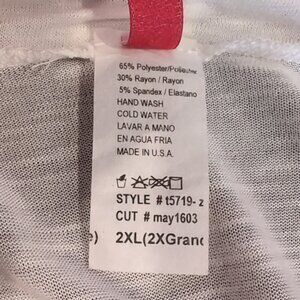 65% Polyester/Poliester
30% Rayon / Rayon
5% Spandex / Elastano
HAND WASH
COLD WATER
LAVAR A MANO
EN AGUA FRIA
MADE IN U.S.A.
STYLE # t5719- z
CUT # may1603
e) 2XL(2XGranc